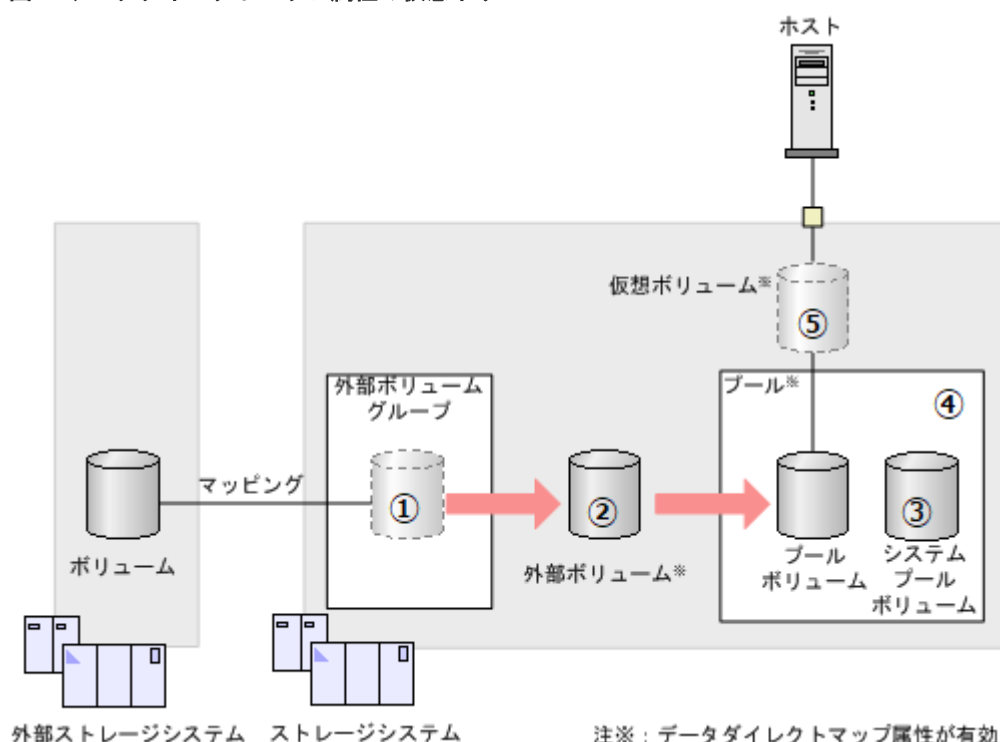 ホスト
仮想ボリューム※
⑤
外部ボリューム
グループ
プール※
④
マッピング
①
②
③
ボリューム
外部ボリューム※
プール
ボリューム
システム
プール
ボリューム
外部ストレージシステム
ストレージシステム
注※：データダイレクトマップ属性が有効